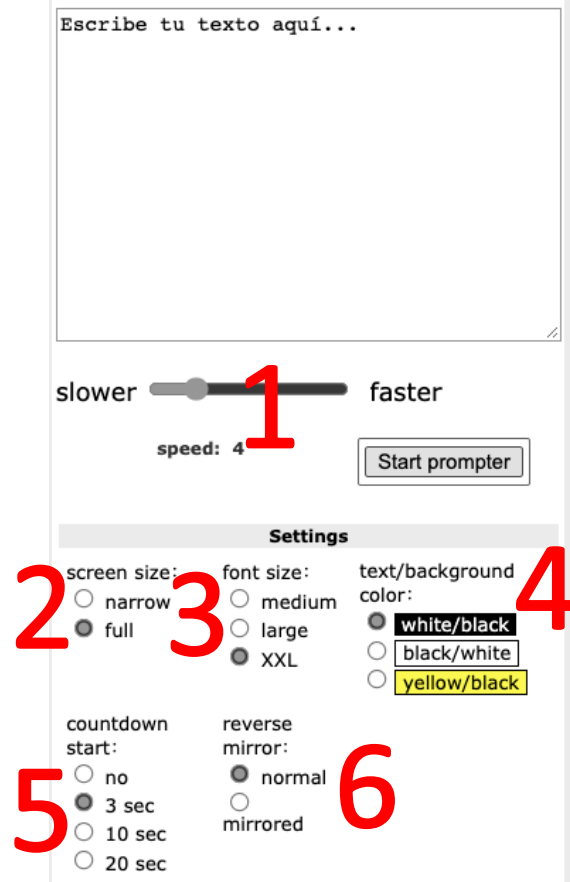 Escribe tu texto aquí...
slower 1 faster
speed: 4
Start prompter
Settings
2 screen size:
narrow
full
3 font size:
medium
large
XXL
4 text/background
color:
white/black
black/white
yellow/black
5 countdown
start:
no
3 sec
10 sec
20 sec
6 reverse
mirror:
normal
mirrored